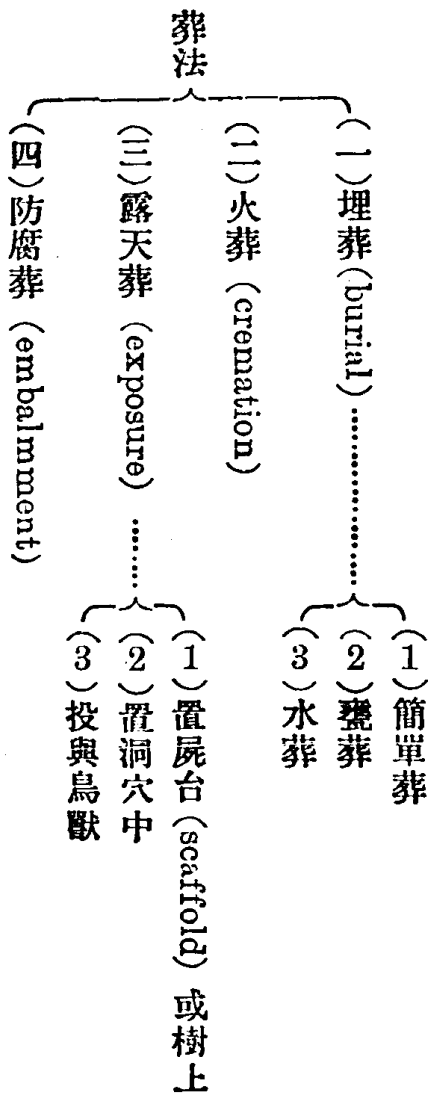 葬法
(一)埋葬(burial)
(1)簡單葬
(2)甕葬
(3)水葬
(二)火葬 (cremation)
(三)露天葬 (exposure)
(1)置屍台(scaffold)或樹上
(2)置洞穴中
(3)投與鳥獸
(四)防腐葬 (embalmment)